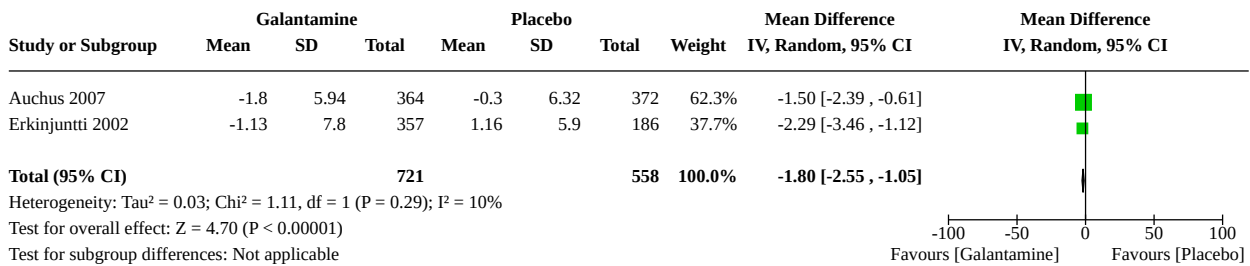 Galantamine Placebo Mean Difference Mean Difference
Study or Subgroup Mean SD Total Mean SD Total Weight IV, Random, 95% CI IV, Random, 95% CI
Auchus 2007 -1.8 5.94 364 -0.3 6.32 372 62.3% -1.50 [-2.39 , -0.61]
Erkinjuntti 2002 -1.13 7.8 357 1.16 5.9 186 37.7% -2.29 [-3.46 , -1.12]
Total (95% CI) 721 558 100.0% -1.80 [-2.55 , -1.05]
Heterogeneity: Tau² = 0.03; Chi² = 1.11, df = 1 (P = 0.29); I² = 10%
Test for overall effect: Z = 4.70 (P < 0.00001) -100 -50 0 50 100
Test for subgroup differences: Not applicable Favours [Galantamine] Favours [Placebo]